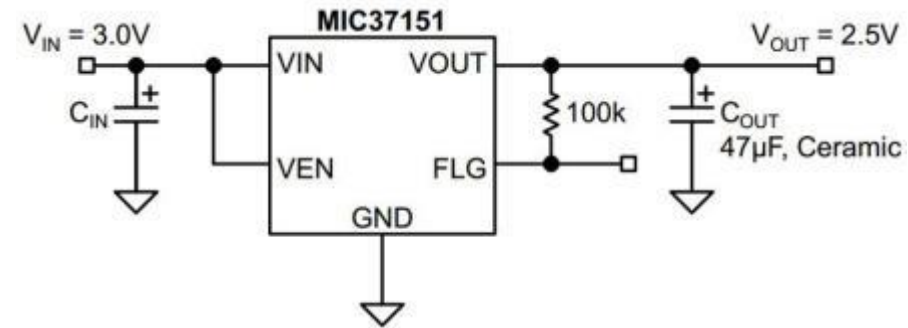 MIC37151
V_IN = 3.0V
V_OUT = 2.5V
VIN
VOUT
C_IN
+
100k
+
C_OUT
47µF, Ceramic
VEN
FLG
GND